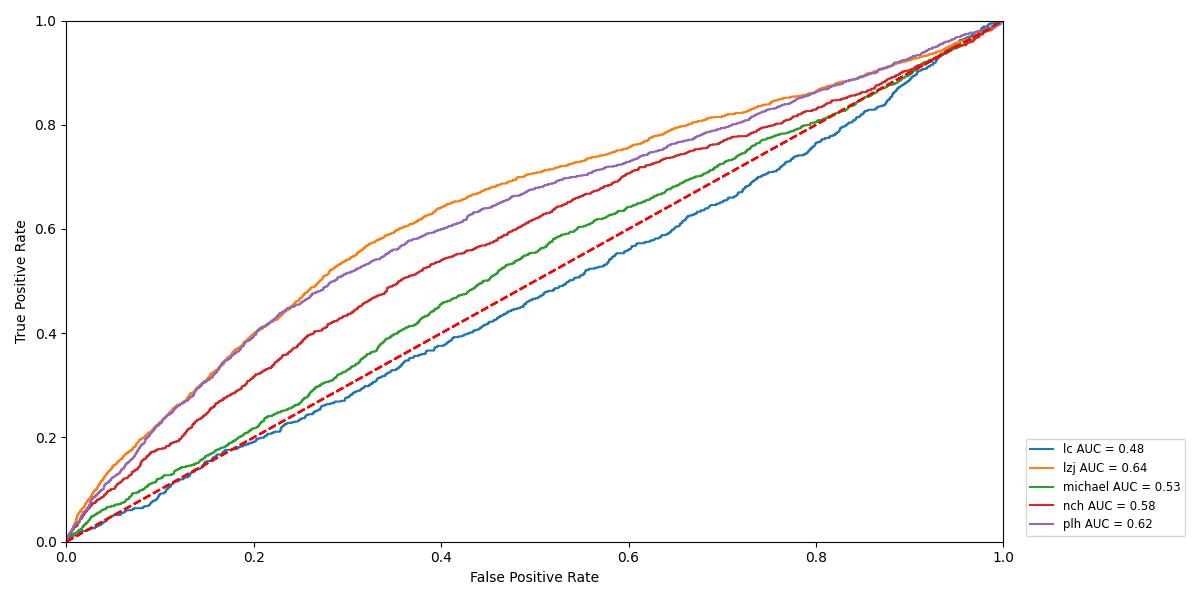 1.0
0.8
0.6
0.4
0.2
0.0
True Positive Rate
0.0 0.2 0.4 0.6 0.8 1.0
False Positive Rate
lc AUC = 0.48
lzj AUC = 0.64
michael AUC = 0.53
nch AUC = 0.58
plh AUC = 0.62